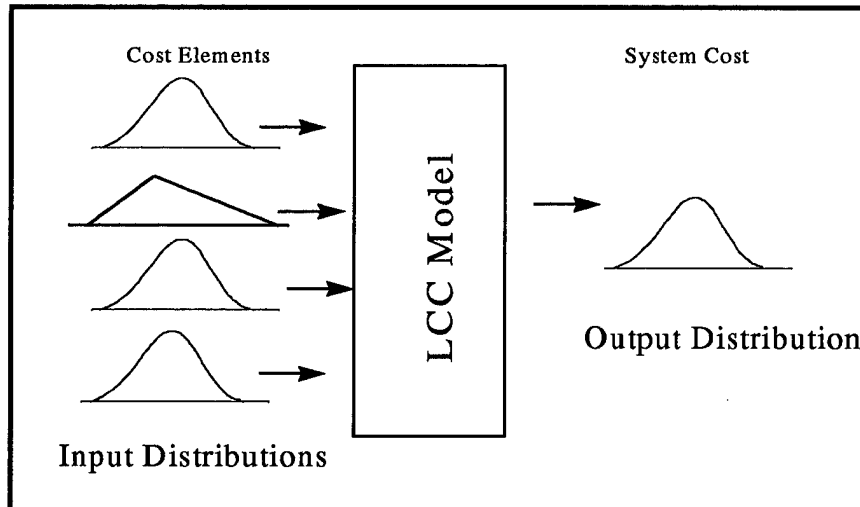 Cost Elements
System Cost
LCC Model
Output Distribution
Input Distributions